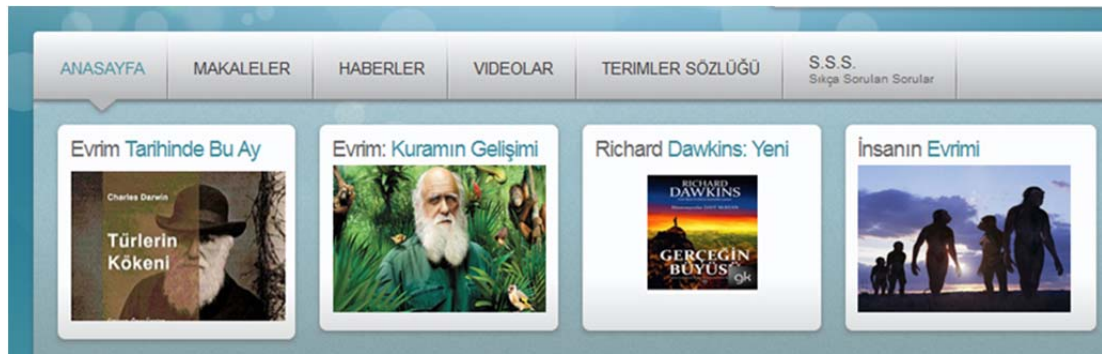 ANASAYFA
MAKALELER
HABERLER
VIDEOLAR
TERIMLER SÖZLÜĞÜ
S.S.S.
Sıkça Sorulan Sorular
Evrim Tarihinde Bu Ay
Charles Darwin
Türlerin
Kökeni
Evrim: Kuramın Gelişimi
Richard Dawkins: Yeni
RICHARD
DAWKINS
GERÇEĞİN
BÜYÜSÜ
gk
İnsanın Evrimi